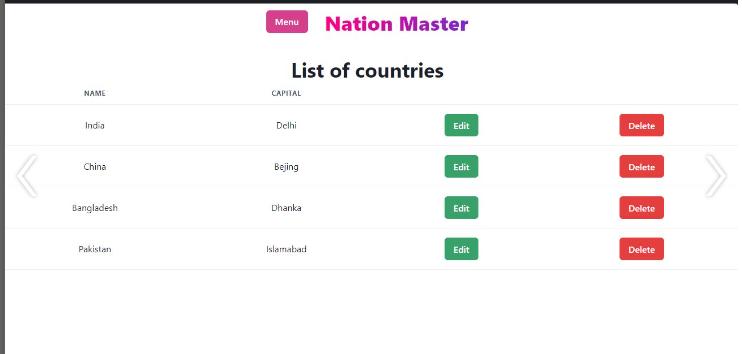 Menu Nation Master
List of countries
NAME CAPITAL
India Delhi Edit Delete
China Bejing Edit Delete
Bangladesh Dhanka Edit Delete
Pakistan Islamabad Edit Delete